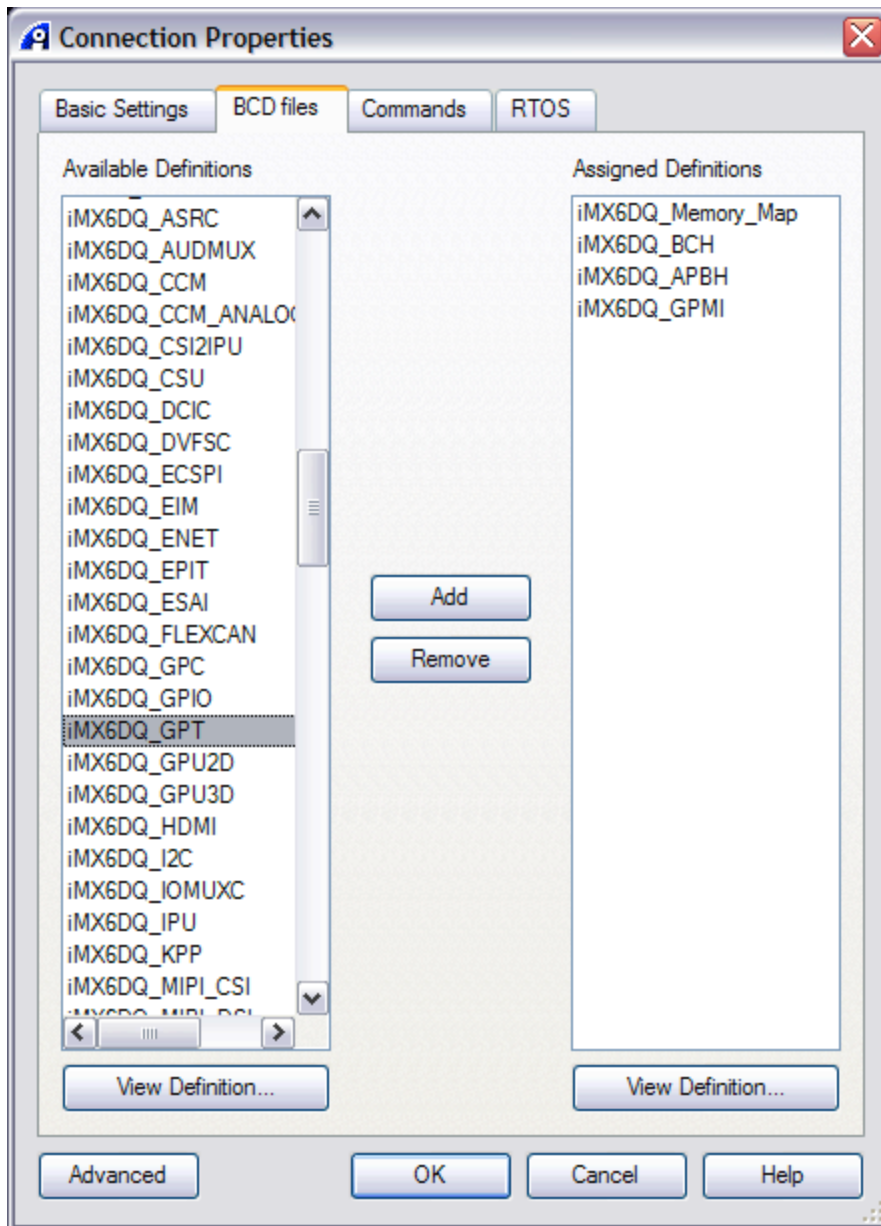 Connection Properties
Basic Settings
BCD files
Commands
RTOS
Available Definitions
iMX6DQ_ASRC
iMX6DQ_AUDMUX
iMX6DQ_CCM
iMX6DQ_CCM_ANALO
iMX6DQ_CSI2IPU
iMX6DQ_CSU
iMX6DQ_DCIC
iMX6DQ_DVFSC
iMX6DQ_ECSPI
iMX6DQ_EIM
iMX6DQ_ENET
iMX6DQ_EPIT
iMX6DQ_ESAI
iMX6DQ_FLEXCAN
iMX6DQ_GPC
iMX6DQ_GPIO
iMX6DQ_GPT
iMX6DQ_GPU2D
iMX6DQ_GPU3D
iMX6DQ_HDMI
iMX6DQ_I2C
iMX6DQ_IOMUXC
iMX6DQ_IPU
iMX6DQ_KPP
iMX6DQ_MIPI_CSI
View Definition...
Add
Remove
Assigned Definitions
iMX6DQ_Memory_Map
iMX6DQ_BCH
iMX6DQ_APBH
iMX6DQ_GPMI
View Definition...
Advanced
OK
Cancel
Help